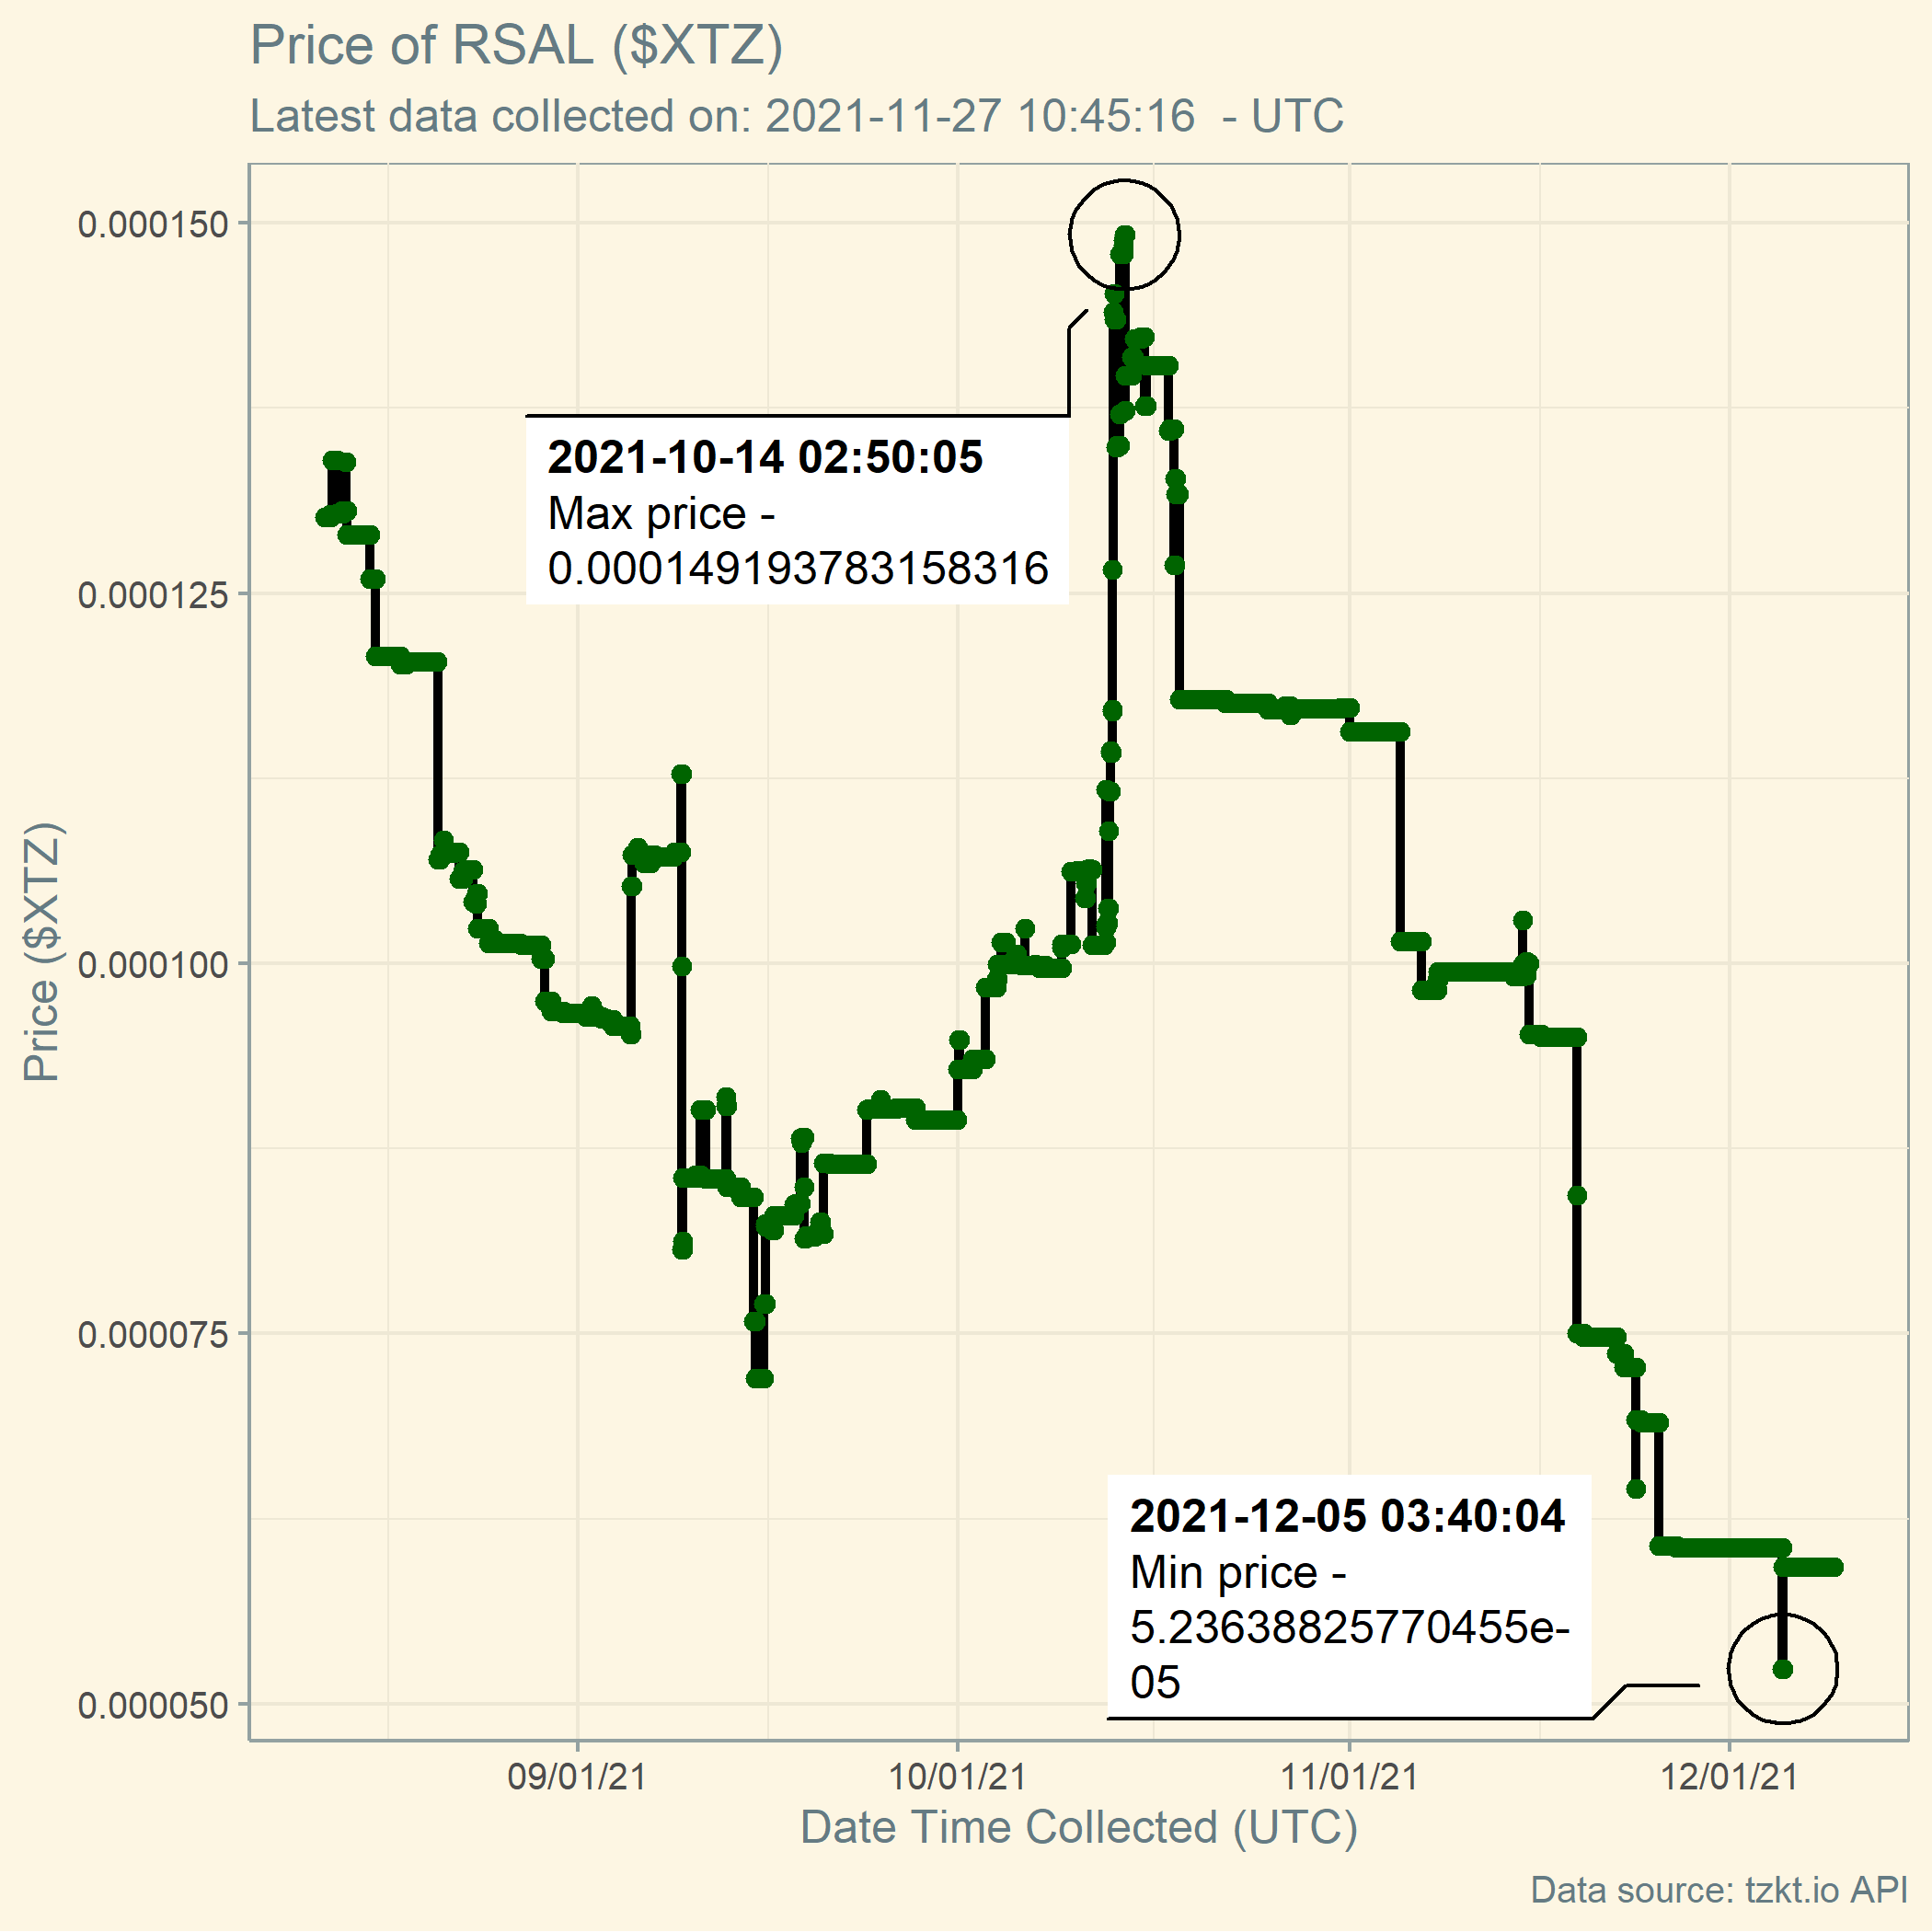 Price of RSAL ($XTZ)
Latest data collected on: 2021-11-27 10:45:16  - UTC
0.000150
0.000125
0.000100
0.000075
0.000050
Price ($XTZ)
2021-10-14 02:50:05
Max price -
0.000149193783158316
2021-12-05 03:40:04
Min price -
5.23638825770455e-
05
09/01/21
10/01/21
11/01/21
12/01/21
Date Time Collected (UTC)
Data source: tzkt.io API